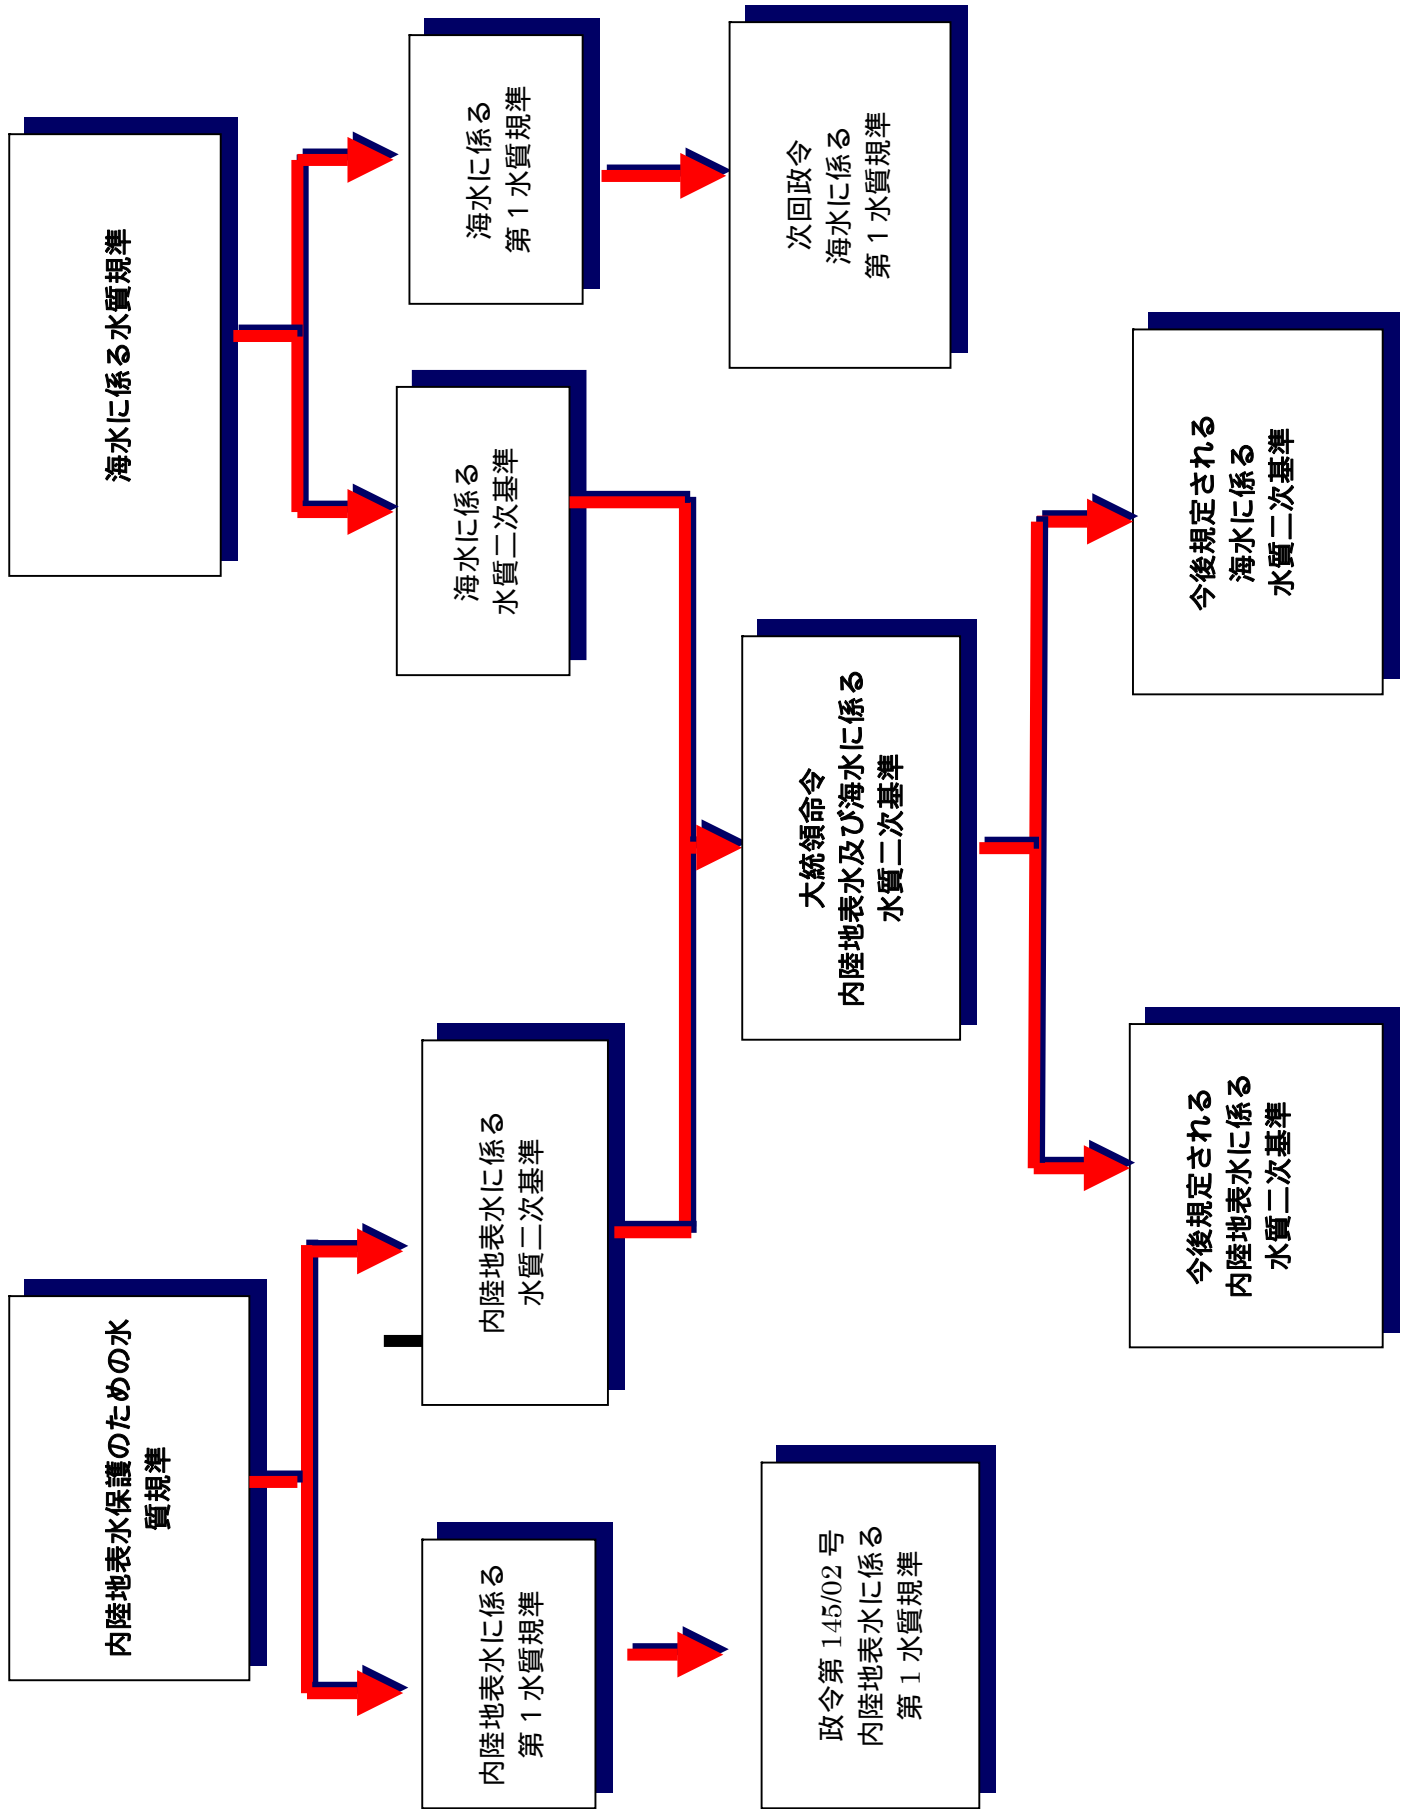 内陸地表水保護のための水
質規準
海水に係る水質規準
内陸地表水に係る
第 1 水質規準
内陸地表水に係る
水質二次基準
海水に係る
水質二次基準
海水に係る
第 1 水質規準
政令第 145/02 号
内陸地表水に係る
第 1 水質規準
大統領命令
内陸地表水及び海水に係る
水質二次基準
次回政令
海水に係る
第 1 水質規準
今後規定される
内陸地表水に係る
水質二次基準
今後規定される
海水に係る
水質二次基準